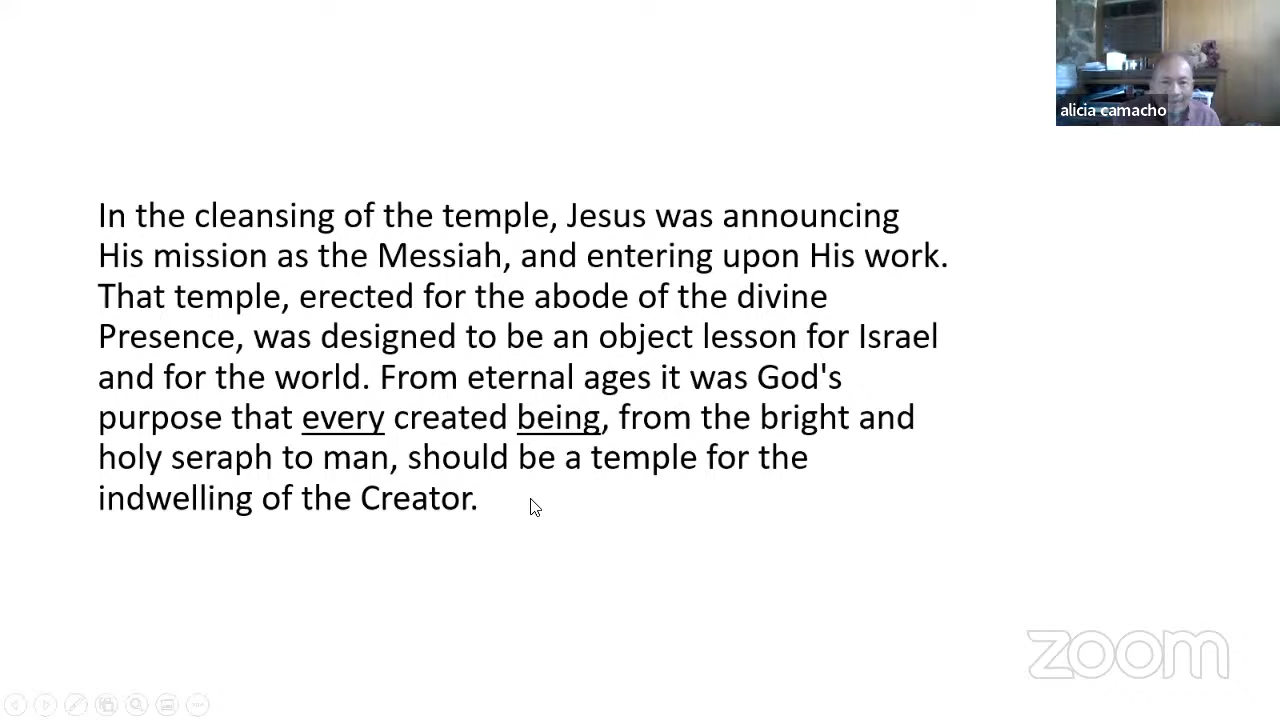 alicia camacho
In the cleansing of the temple, Jesus was announcing
His mission as the Messiah, and entering upon His work.
That temple, erected for the abode of the divine
Presence, was designed to be an object lesson for Israel
and for the world. From eternal ages it was God's
purpose that every created being, from the bright and
holy seraph to man, should be a temple for the
indwelling of the Creator.
zoom